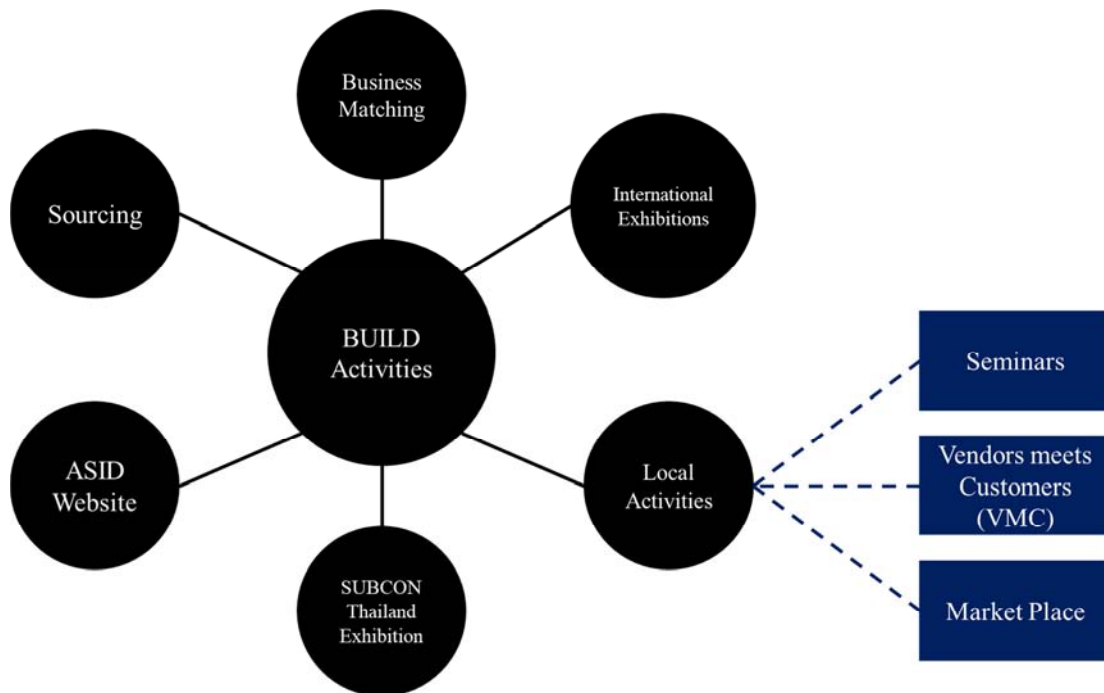 Business
Matching
International
Exhibitions
Sourcing
BUILD
Activities
Seminars
ASID
Website
Local
Activities
Vendors meets
Customers
(VMC)
SUBCON
Thailand
Exhibition
Market Place